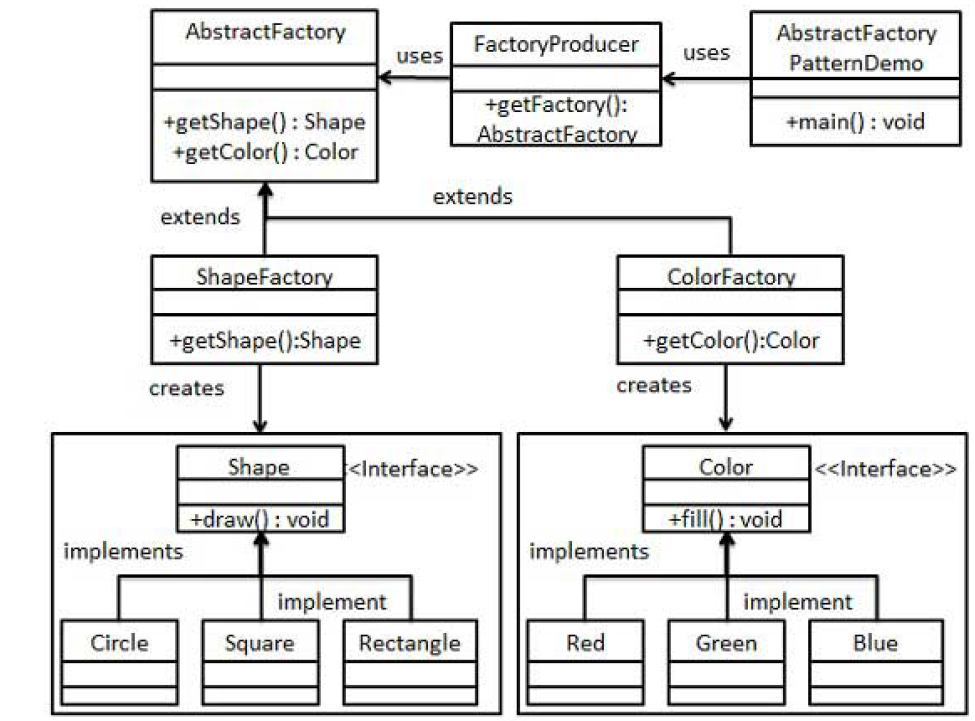 AbstractFactory
+getShape() : Shape
+getColor() : Color
uses
FactoryProducer
+getFactory():
AbstractFactory
uses
AbstractFactory
PatternDemo
+main() : void
extends
extends
ShapeFactory
+getShape():Shape
ColorFactory
+getColor():Color
creates
creates
Shape
<<Interface>>
+draw() : void
implements
implement
Circle
Square
Rectangle
Color
<<Interface>>
+fill() : void
implements
implement
Red
Green
Blue